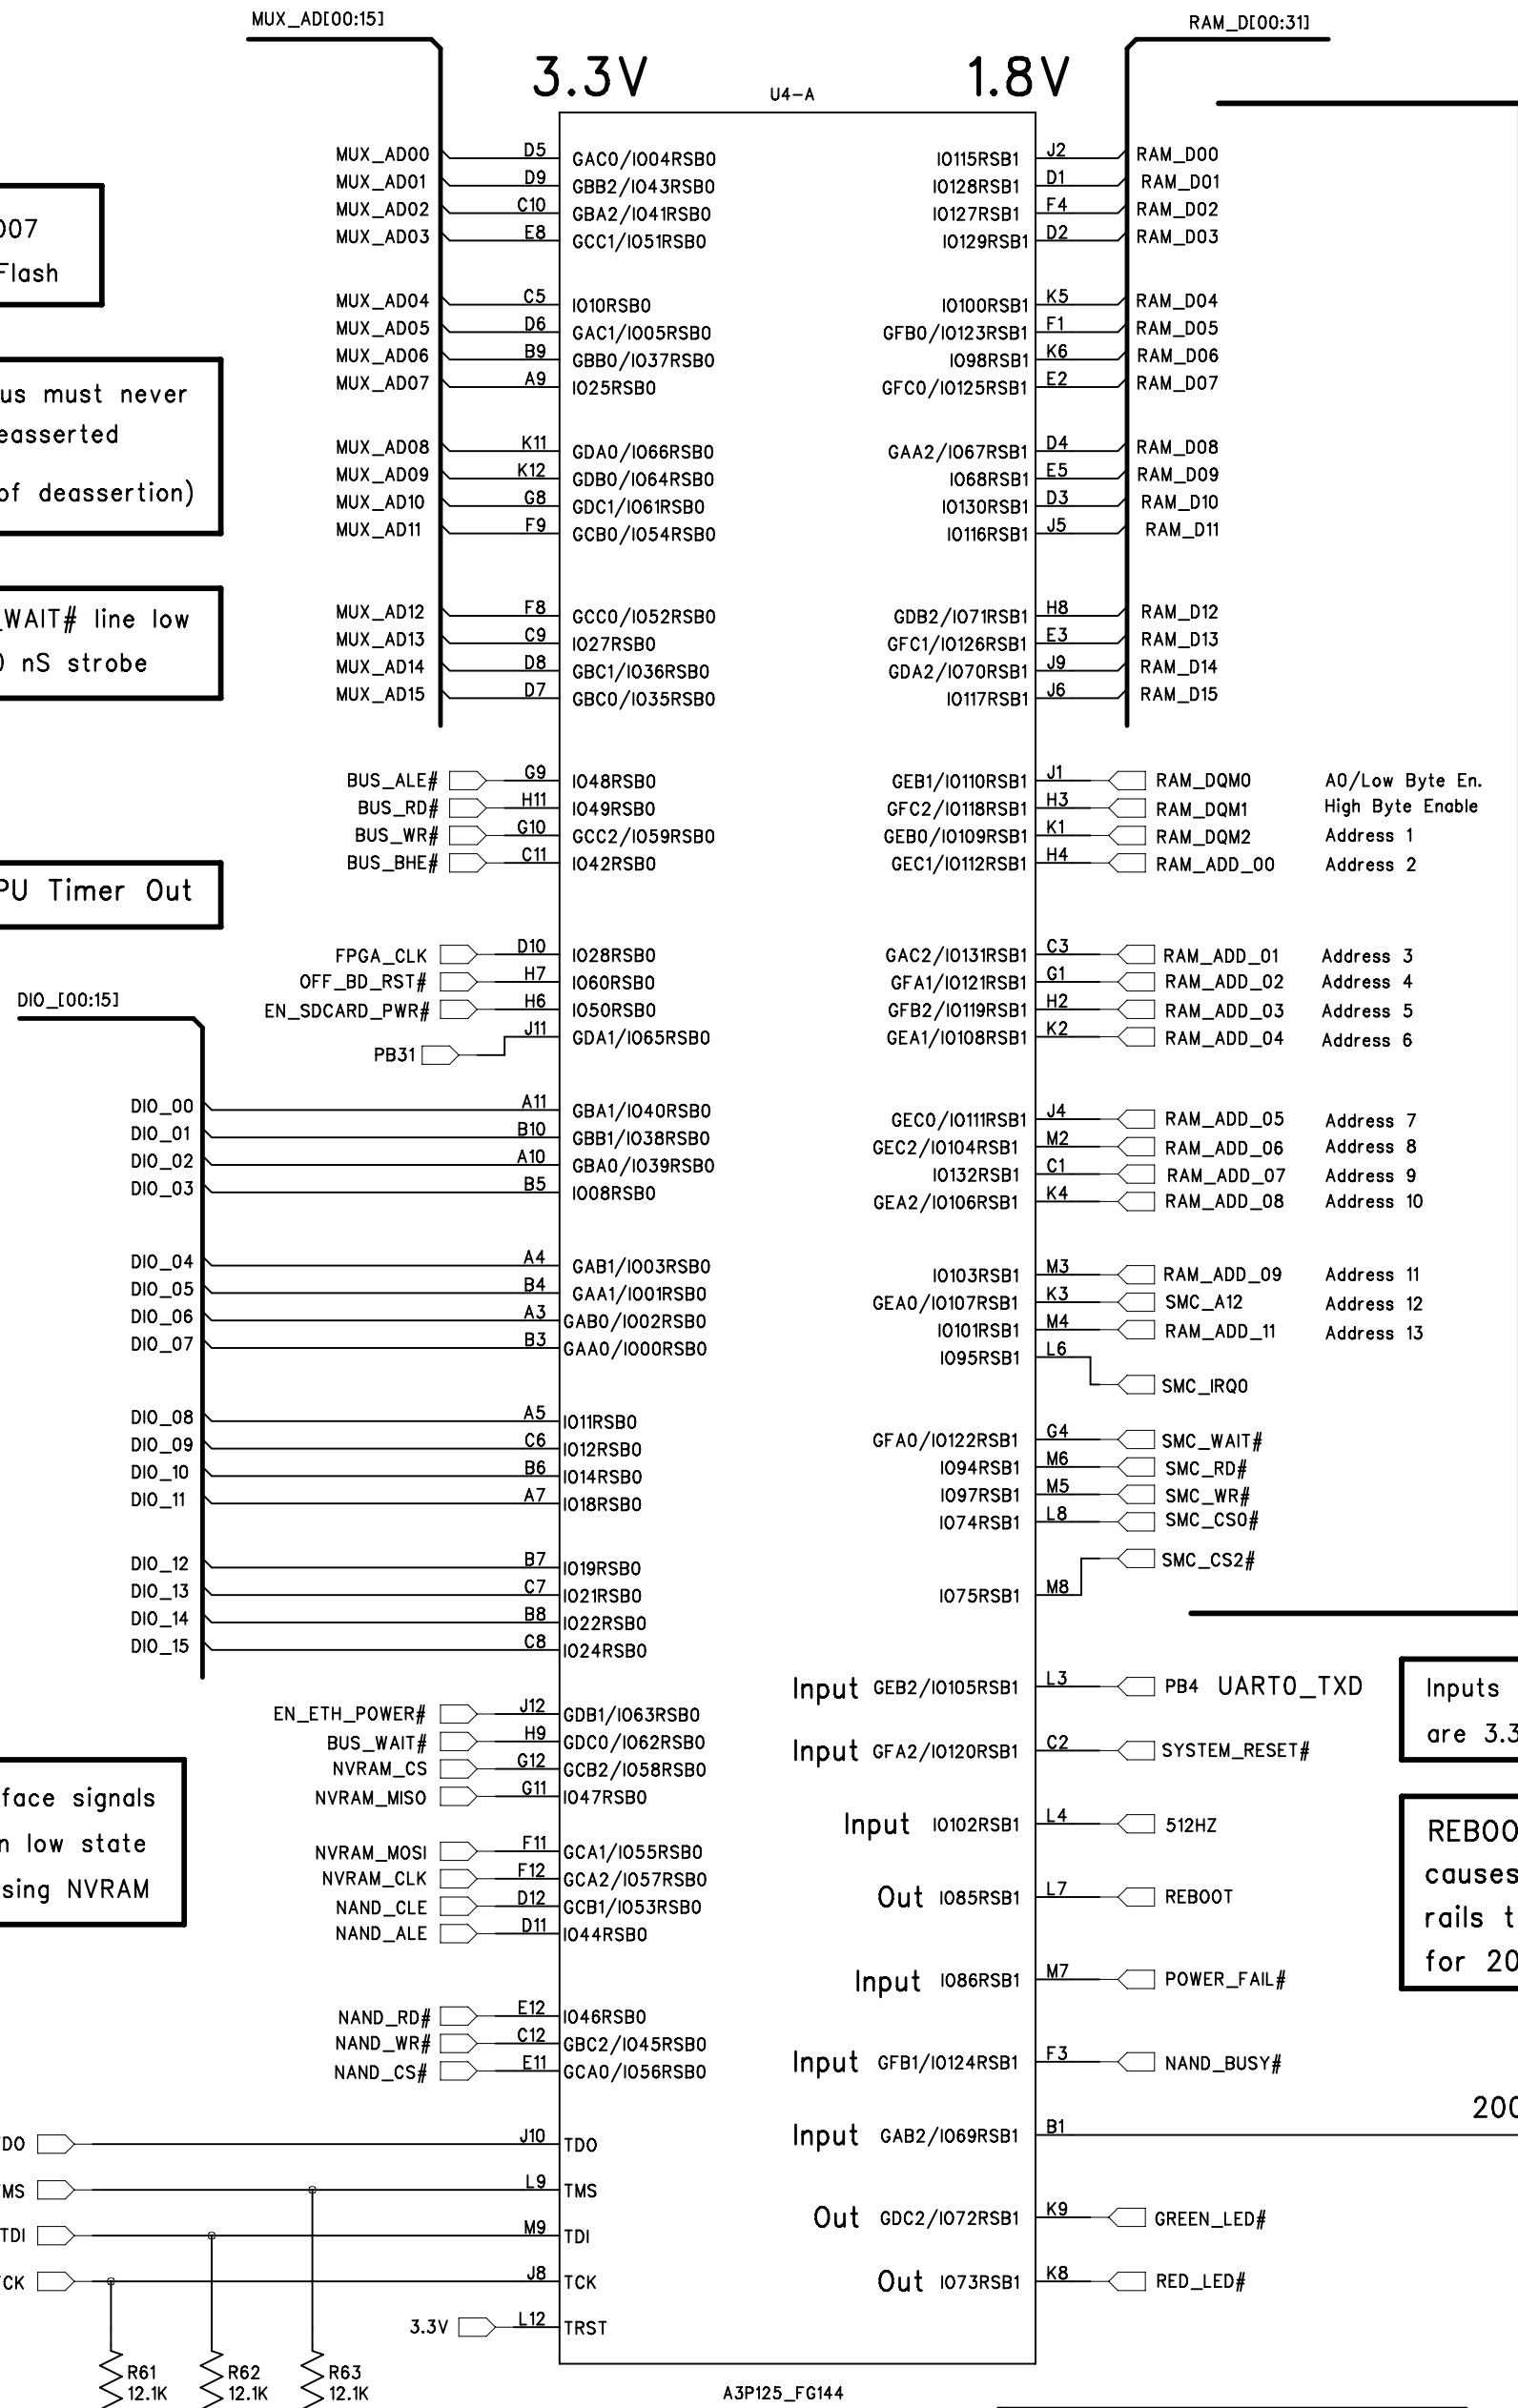 MUX_AD[00:15]
RAM_D[00:31]
3.3V
1.8V
U4-A
MUX_AD00 D5 GAC0/IO04RSB0 IO115RSB1 J2 RAM_D00
MUX_AD01 D9 GBB2/IO43RSB0 IO128RSB1 D1 RAM_D01
MUX_AD02 C10 GBA2/IO41RSB0 IO127RSB1 F4 RAM_D02
MUX_AD03 E8 GCC1/IO51RSB0 IO129RSB1 D2 RAM_D03
Flash
MUX_AD04 C5 IO10RSB0 IO100RSB1 K5 RAM_D04
MUX_AD05 D6 GAC1/IO05RSB0 GFB0/IO123RSB1 F1 RAM_D05
MUX_AD06 B9 GBB0/IO37RSB0 IO98RSB1 K6 RAM_D06
MUX_AD07 A9 IO25RSB0 GFC0/IO125RSB1 E2 RAM_D07
must never
MUX_AD08 K11 GDA0/IO66RSB0 GAA2/IO67RSB1 D4 RAM_D08
MUX_AD09 K12 GDB0/IO64RSB0 IO68RSB1 E5 RAM_D09
MUX_AD10 G8 GDC1/IO61RSB0 IO130RSB1 D3 RAM_D10
MUX_AD11 F9 GCB0/IO54RSB0 IO116RSB1 J5 RAM_D11
of deassertion)
MUX_AD12 F8 GCC0/IO52RSB0 GDB2/IO71RSB1 H8 RAM_D12
MUX_AD13 C9 IO27RSB0 GFC1/IO126RSB1 E3 RAM_D13
MUX_AD14 D8 GBC1/IO36RSB0 GDA2/IO70RSB1 J9 RAM_D14
MUX_AD15 D7 GBC0/IO35RSB0 IO117RSB1 J6 RAM_D15
_WAIT# line low
nS strobe
BUS_ALE# G9 IO48RSB0 GEB1/IO110RSB1 J1 RAM_DQM0 A0/Low Byte En.
BUS_RD# H11 IO49RSB0 GFC2/IO118RSB1 H3 RAM_DQM1 High Byte Enable
BUS_WR# G10 GCC2/IO59RSB0 GEB0/IO109RSB1 K1 RAM_DQM2 Address 1
BUS_BHE# C11 IO42RSB0 GEC1/IO112RSB1 H4 RAM_ADD_00 Address 2
PU Timer Out
FPGA_CLK D10 IO28RSB0 GAC2/IO131RSB1 C3 RAM_ADD_01 Address 3
OFF_BD_RST# H7 IO60RSB0 GFA1/IO121RSB1 G1 RAM_ADD_02 Address 4
EN_SDCARD_PWR# H6 IO50RSB0 GFB2/IO119RSB1 H2 RAM_ADD_03 Address 5
PB31 J11 GDA1/IO65RSB0 GEA1/IO108RSB1 K2 RAM_ADD_04 Address 6
DIO_[00:15]
DIO_00 A11 GBA1/IO40RSB0 GEC0/IO111RSB1 J4 RAM_ADD_05 Address 7
DIO_01 B10 GBB1/IO38RSB0 GEC2/IO104RSB1 M2 RAM_ADD_06 Address 8
DIO_02 A10 GBA0/IO39RSB0 IO132RSB1 C1 RAM_ADD_07 Address 9
DIO_03 B5 IO08RSB0 GEA2/IO106RSB1 K4 RAM_ADD_08 Address 10
DIO_04 A4 GAB1/IO03RSB0 IO103RSB1 M3 RAM_ADD_09 Address 11
DIO_05 B4 GAA1/IO01RSB0 GEA0/IO107RSB1 K3 SMC_A12 Address 12
DIO_06 A3 GAB0/IO02RSB0 IO101RSB1 M4 RAM_ADD_11 Address 13
DIO_07 B3 GAA0/IO00RSB0 IO95RSB1 L6 SMC_IRQ0
DIO_08 A5 IO11RSB0 GFA0/IO122RSB1 G4 SMC_WAIT#
DIO_09 C6 IO12RSB0 IO94RSB1 M6 SMC_RD#
DIO_10 B6 IO14RSB0 IO97RSB1 M5 SMC_WR#
DIO_11 A7 IO18RSB0 IO74RSB1 L8 SMC_CS0#
DIO_12 B7 IO19RSB0 IO75RSB1 M8 SMC_CS2#
DIO_13 C7 IO21RSB0
DIO_14 B8 IO22RSB0
DIO_15 C8 IO24RSB0
Input GEB2/IO105RSB1 L3 PB4 UART0_TXD
Inputs
are 3.3
EN_ETH_POWER# J12 GDB1/IO63RSB0
BUS_WAIT# H9 GDC0/IO62RSB0 Input GFA2/IO120RSB1 C2 SYSTEM_RESET#
NVRAM_CS G12 GCB2/IO58RSB0
NVRAM_MISO G11 IO47RSB0
face signals
low state
sing NVRAM
Input IO102RSB1 L4 512HZ
REBOO
causes
rails t
for 20
NVRAM_MOSI F11 GCA1/IO55RSB0
NVRAM_CLK F12 GCA2/IO57RSB0
NAND_CLE D12 GCB1/IO53RSB0 Out IO85RSB1 L7 REBOOT
NAND_ALE D11 IO44RSB0
Input IO86RSB1 M7 POWER_FAIL#
NAND_RD# E12 IO46RSB0
NAND_WR# C12 GBC2/IO45RSB0
NAND_CS# E11 GCA0/IO56RSB0 Input GFB1/IO124RSB1 F3 NAND_BUSY#
200
TDO J10 TDO Input GAB2/IO69RSB1 B1
MS L9 TMS
TDI M9 TDI Out GDC2/IO72RSB1 K9 GREEN_LED#
CK J8 TCK Out IO73RSB1 K8 RED_LED#
3.3V L12 TRST
R61 R62 R63
12.1K 12.1K 12.1K
A3P125_FG144